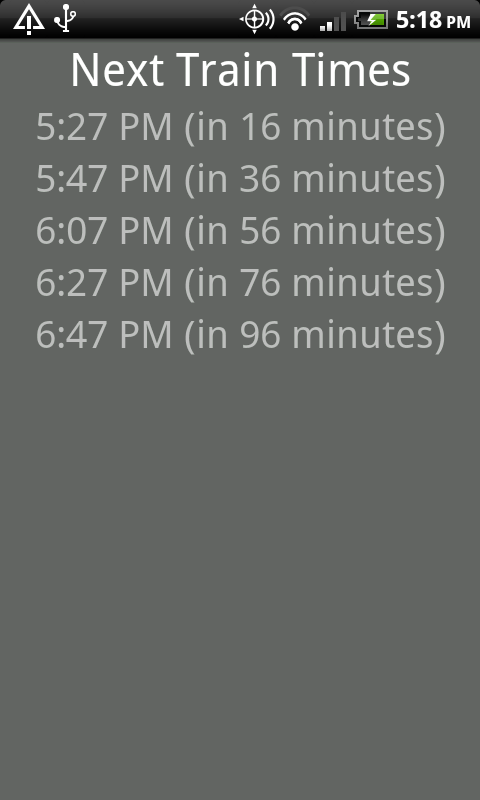 5:18 PM
Next Train Times
5:27 PM (in 16 minutes)
5:47 PM (in 36 minutes)
6:07 PM (in 56 minutes)
6:27 PM (in 76 minutes)
6:47 PM (in 96 minutes)